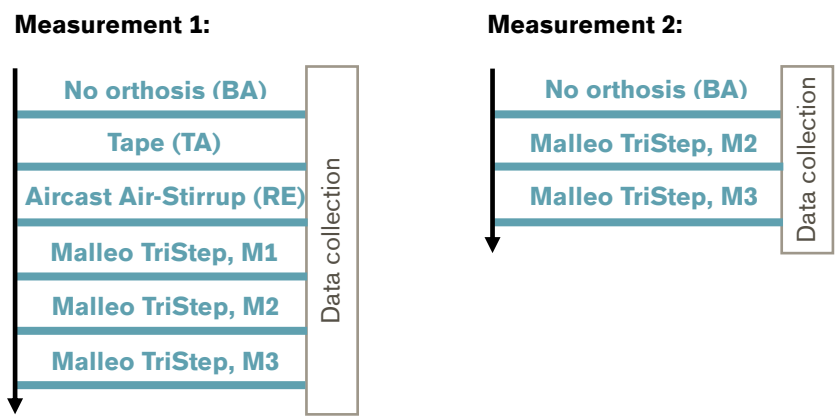 Measurement 1:
No orthosis (BA)
Tape (TA)
Aircast Air-Stirrup (RE)
Malleo TriStep, M1
Malleo TriStep, M2
Malleo TriStep, M3
Data collection
Measurement 2:
No orthosis (BA)
Malleo TriStep, M2
Malleo TriStep, M3
Data collection